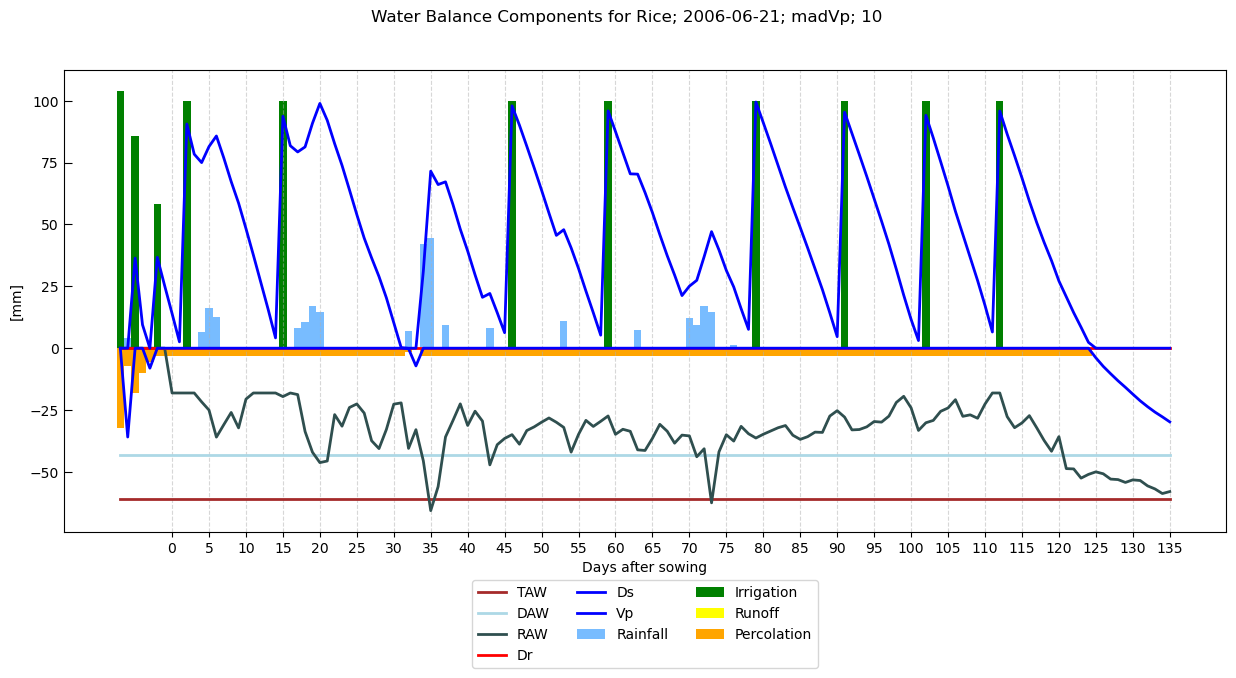 Water Balance Components for Rice; 2006-06-21; madVp; 10
100
75
50
25
0
−25
−50
[mm]
0 5 10 15 20 25 30 35 40 45 50 55 60 65 70 75 80 85 90 95 100 105 110 115 120 125 130 135
Days after sowing
TAW Ds Irrigation
DAW Vp Runoff
RAW Rainfall Percolation
Dr